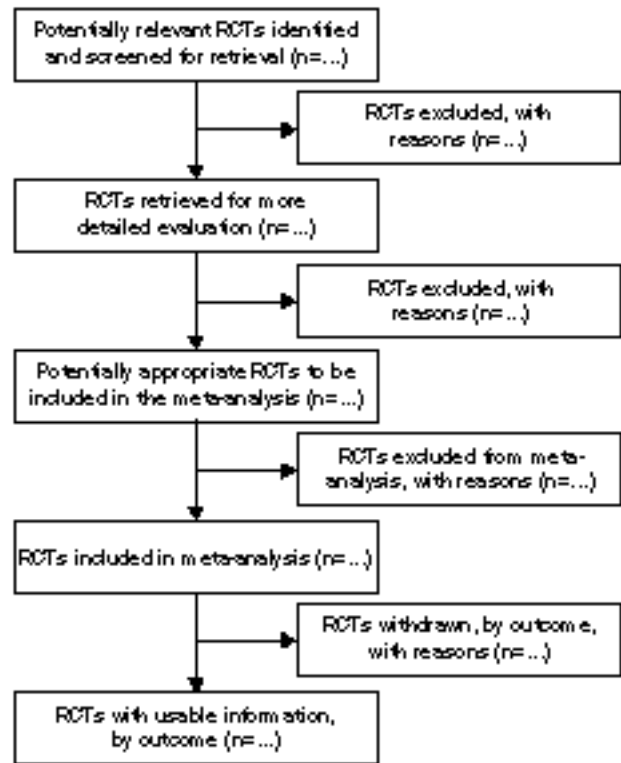 Potentially relevant RCTs identified
and screened for retrieval (n=...)
RCTs excluded, with
reasons (n=...)
RCTs retrieved for more
detailed evaluation (n=...)
RCTs excluded, with
reasons (n=...)
Potentially appropriate RCTs to be
included in the meta-analysis (n=...)
RCTs excluded from meta-
analysis, with reasons (n=...)
RCTs included in meta-analysis (n=...)
RCTs withdrawn, by outcome,
with reasons (n=...)
RCTs with usable information,
by outcome (n=...)